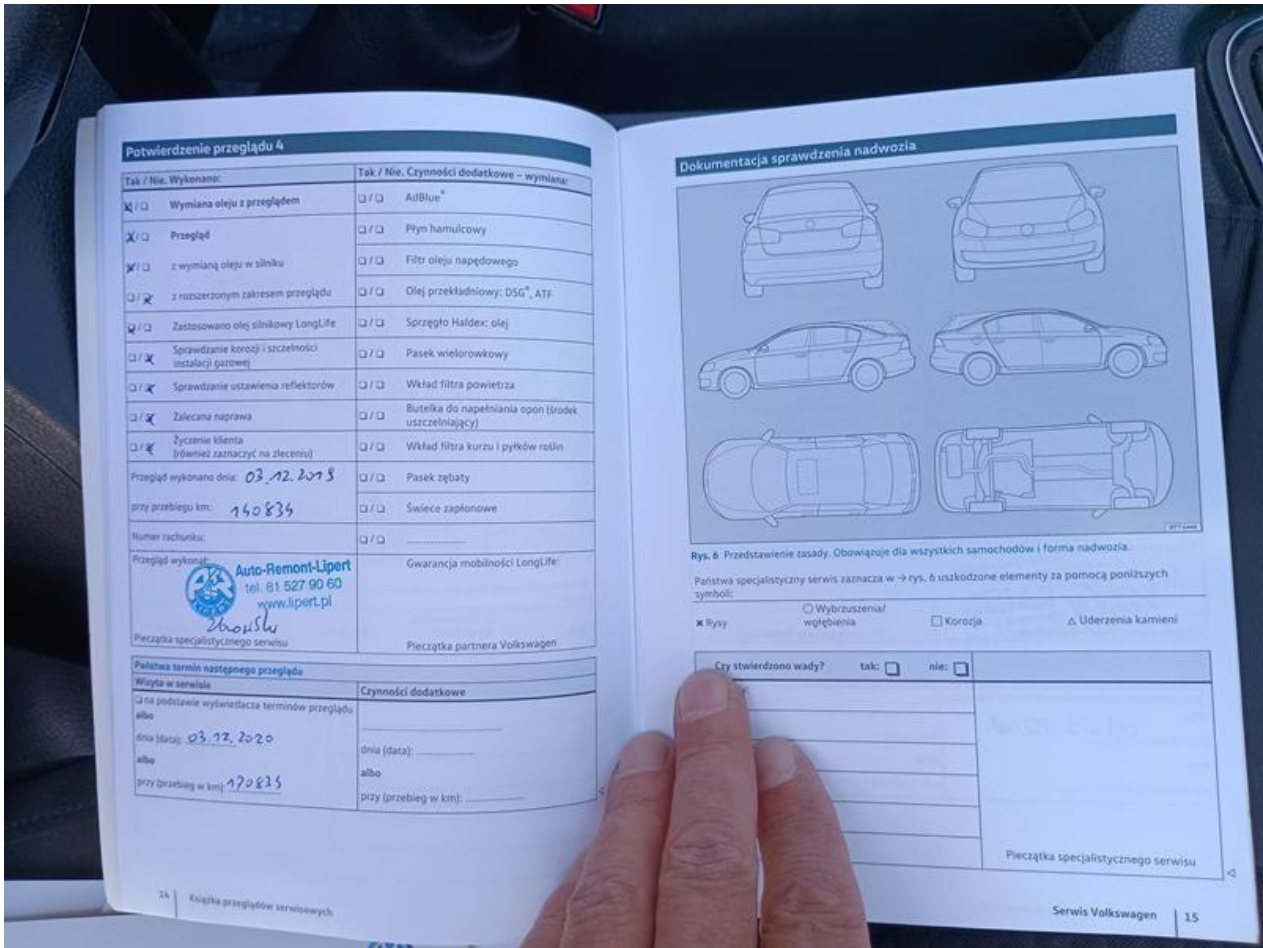 Potwierdzenie przeglądu 4
Tak / Nie. Wykonano:
Wymiana oleju z przeglądem
Przegląd
z wymianą oleju w silniku
z rozszerzonym zakresem przeglądu
Zastosowano olej silnikowy LongLife
Sprawdzanie korozji i szczelności
instalacji gazowej
Sprawdzanie ustawienia reflektorów
Zalecana naprawa
Życzenie klienta
(również zaznaczyć na zleceniu)
Przegląd wykonano dnia: 03.12.2019
przy przebiegu km: 140834
Numer rachunku:
Przegląd wykonał:
Auto-Remont-Lipert
tel. 81 527 90 60
www.lipert.pl
LIPERT
Pieczątka specjalistycznego serwisu
Tak / Nie. Czynności dodatkowe – wymiana:
AdBlue®
Płyn hamulcowy
Filtr oleju napędowego
Olej przekładniowy: DSG®, ATF
Sprzęgło Haldex: olej
Pasek wielorowkowy
Wkład filtra powietrza
Butelka do napełniania opon (środek
uszczelniający)
Wkład filtra kurzu i pyłków roślin
Pasek zębaty
Świece zapłonowe
Gwarancja mobilności LongLife:
Pieczątka partnera Volkswagen
Państwa termin następnego przeglądu
Wizyta w serwisie
na podstawie wyświetlacza terminów przeglądu
albo
dnia (data): 03.12.2020
albo
przy (przebieg w km): 170835
Czynności dodatkowe
dnia (data):
albo
przy (przebieg w km):
14 | Książka przeglądów serwisowych
Dokumentacja sprawdzenia nadwozia
Rys. 6 Przedstawienie zasady. Obowiązuje dla wszystkich samochodów i forma nadwozia.
Państwa specjalistyczny serwis zaznacza w → rys. 6 uszkodzone elementy za pomocą poniższych
symboli:
× Rysy
○ Wybrzuszenia/
wgłębienia
□ Korozja
△ Uderzenia kamieni
Czy stwierdzono wady? tak: nie:
Pieczątka specjalistycznego serwisu
Serwis Volkswagen | 15